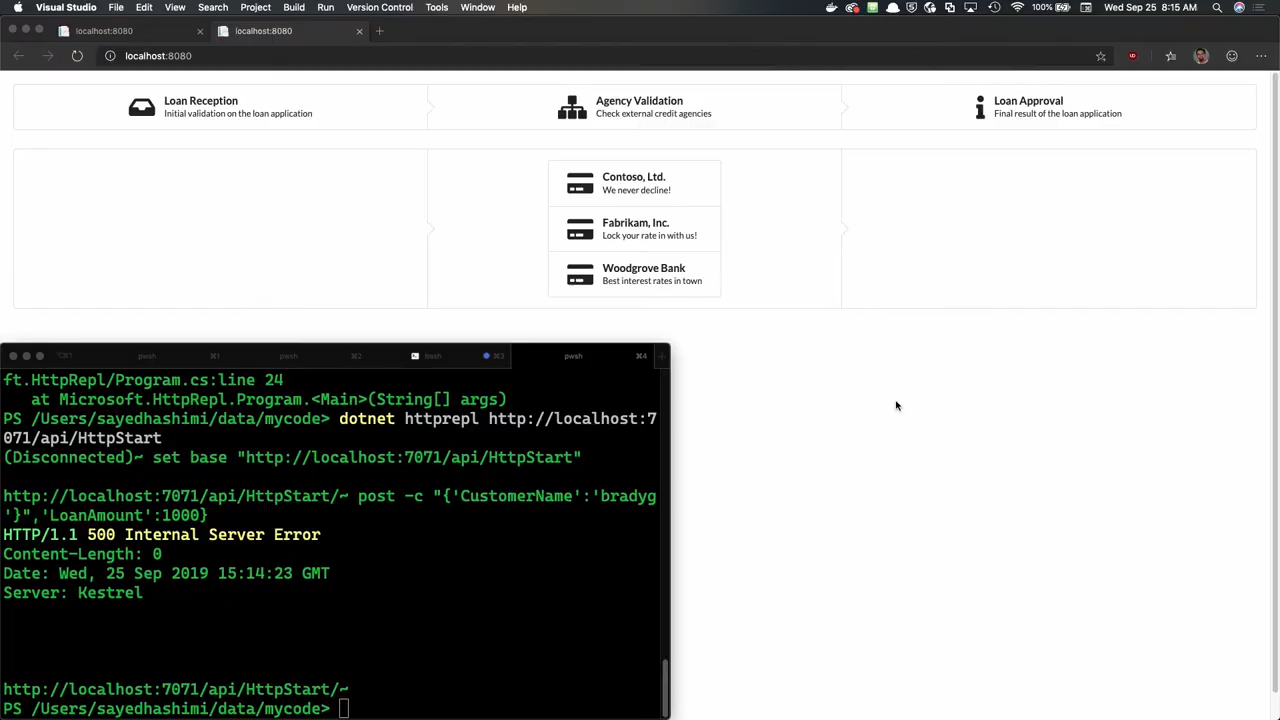 Visual Studio File Edit View Search Project Build Run Version Control Tools Window Help 100% Wed Sep 25 8:15 AM
localhost:8080 localhost:8080
localhost:8080
Loan Reception
Initial validation on the loan application
Agency Validation
Check external credit agencies
Loan Approval
Final result of the loan application
Contoso, Ltd.
We never decline!
Fabrikam, Inc.
Lock your rate in with us!
Woodgrove Bank
Best interest rates in town
pwsh ⌘1 pwsh ⌘2 bash ⌘3 pwsh ⌘4
ft.HttpRepl/Program.cs:line 24
at Microsoft.HttpRepl.Program.<Main>(String[] args)
PS /Users/sayedhashimi/data/mycode> dotnet httprepl http://localhost:7
071/api/HttpStart
(Disconnected)~ set base "http://localhost:7071/api/HttpStart"
http://localhost:7071/api/HttpStart/~ post -c "{'CustomerName':'bradyg
'}",'LoanAmount':1000}
HTTP/1.1 500 Internal Server Error
Content-Length: 0
Date: Wed, 25 Sep 2019 15:14:23 GMT
Server: Kestrel
http://localhost:7071/api/HttpStart/~
PS /Users/sayedhashimi/data/mycode>